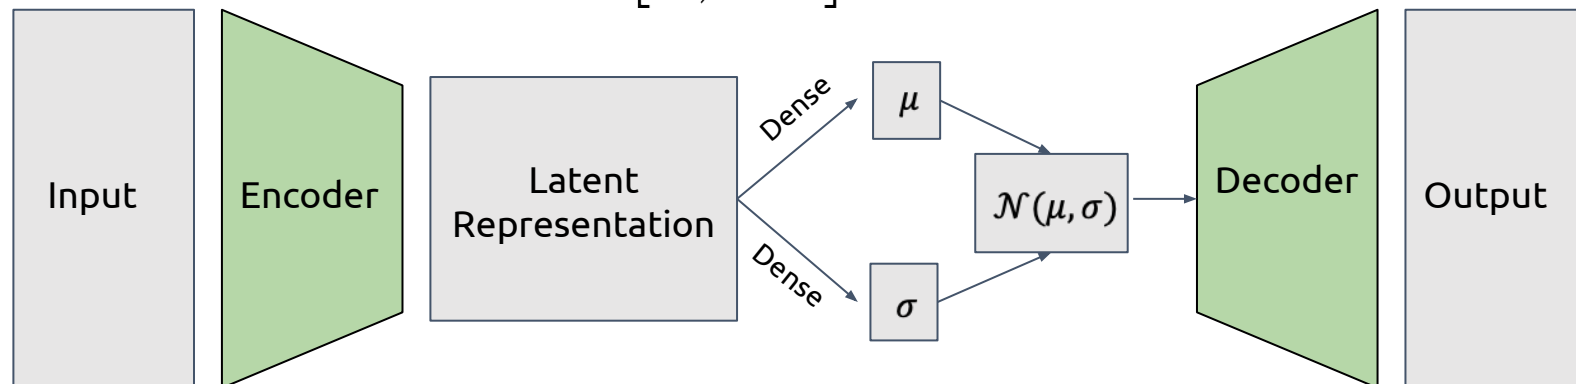 Input
Encoder
Latent
Representation
Dense
Dense
μ
σ
𝒩(μ, σ)
Decoder
Output